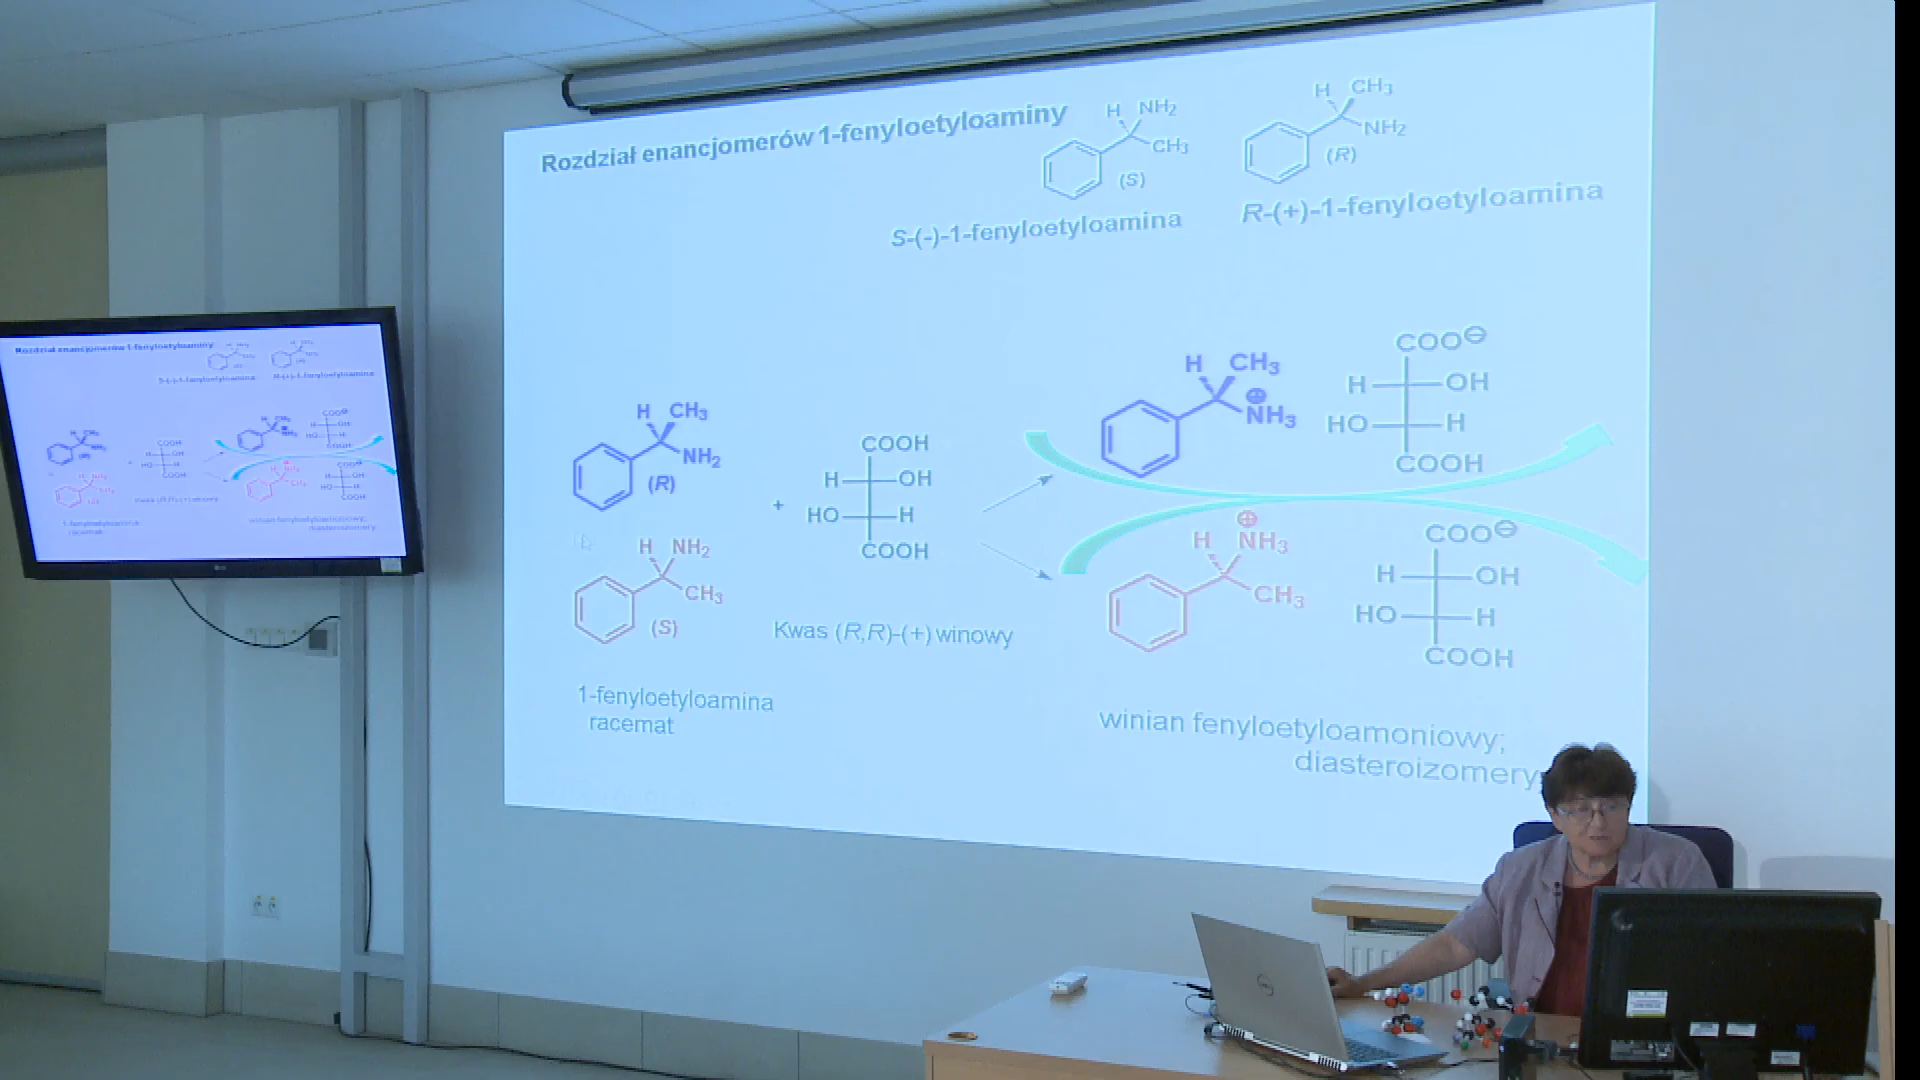 Rozdział enancjomerów 1-fenyloetyloaminy
H NH₂
CH₃
(S)
S-(-)-1-fenyloetyloamina
H CH₃
NH₂
(R)
R-(+)-1-fenyloetyloamina
H CH₃
NH₂
(R)
H NH₂
CH₃
(S)
1-fenyloetyloamina
racemat
+
COOH
H OH
HO H
COOH
Kwas (R,R)-(+) winowy
H CH₃
⊕
NH₃
COO⊖
H OH
HO H
COOH
⊕
H NH₃
CH₃
COO⊖
H OH
HO H
COOH
winian fenyloetyloamoniowy;
diasteroizomery
DELL